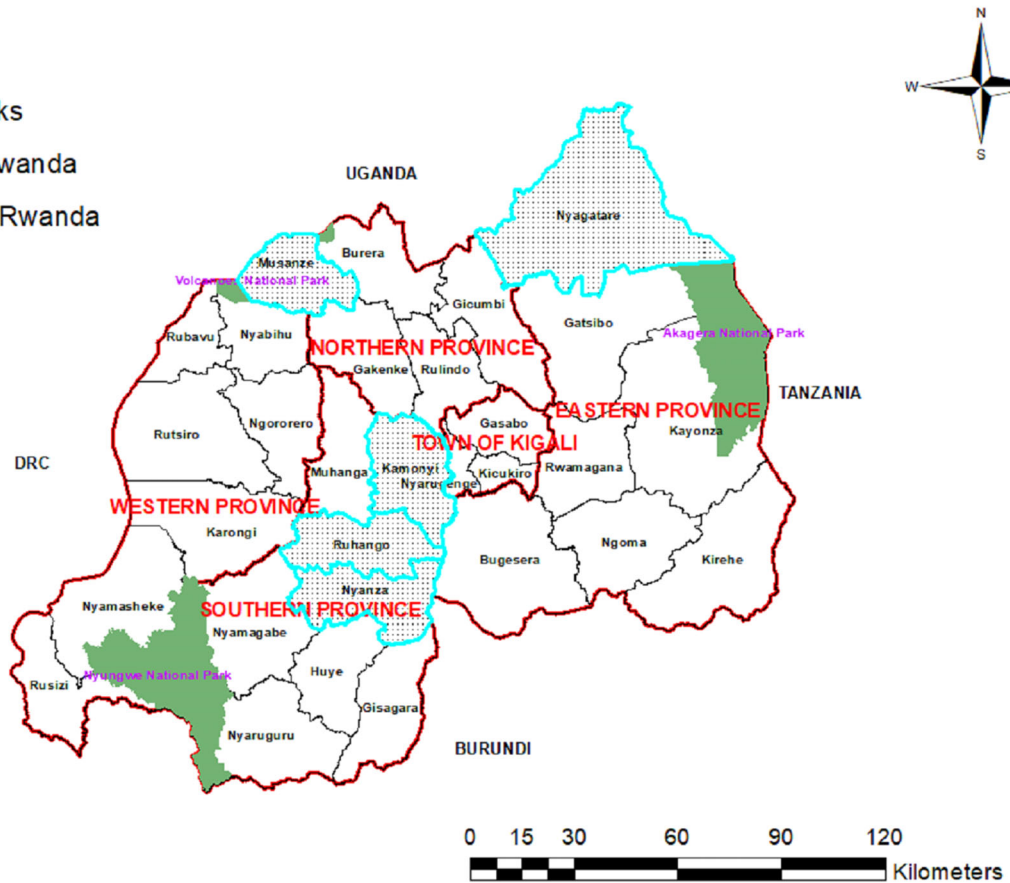 N
W
S
ks
wanda
Rwanda
UGANDA
Nyagatare
Burera
Musanze
Volcanoes National Park
Gicumbi
Gatsibo
Akagera National Park
Rubavu
Nyabihu
NORTHERN PROVINCE
Gakenke
Rulindo
TANZANIA
EASTERN PROVINCE
Kayonza
Gasabo
Ngororero
Rutsiro
TOWN OF KIGALI
DRC
Muhanga
Kamonyi
Kicukiro
Rwamagana
Nyarugenge
WESTERN PROVINCE
Karongi
Ruhango
Ngoma
Bugesera
Kirehe
Nyanza
Nyamasheke
SOUTHERN PROVINCE
Nyamagabe
Huye
Nyungwe National Park
Rusizi
Gisagara
Nyaruguru
BURUNDI
0 15 30 60 90 120
Kilometers